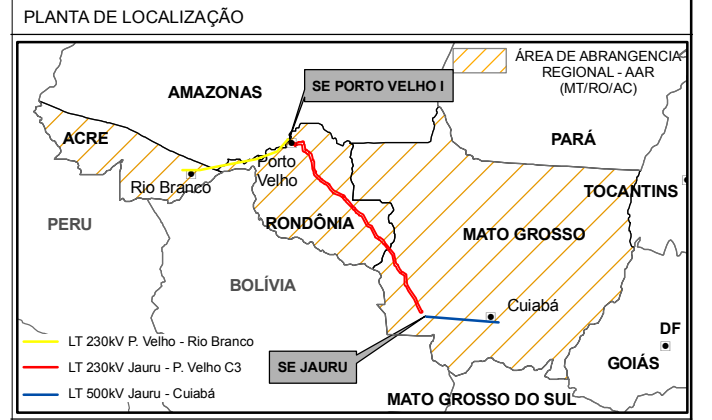 PLANTA DE LOCALIZAÇÃO
ÁREA DE ABRANGENCIA
REGIONAL - AAR
(MT/RO/AC)
SE PORTO VELHO I
AMAZONAS
ACRE
PARÁ
Porto
Velho
Rio Branco
TOCANTINS
PERU
RONDÔNIA
MATO GROSSO
BOLÍVIA
Cuiabá
DF
LT 230kV P. Velho - Rio Branco
LT 230kV Jauru - P. Velho C3
LT 500kV Jauru - Cuiabá
SE JAURU
GOIÁS
MATO GROSSO DO SUL